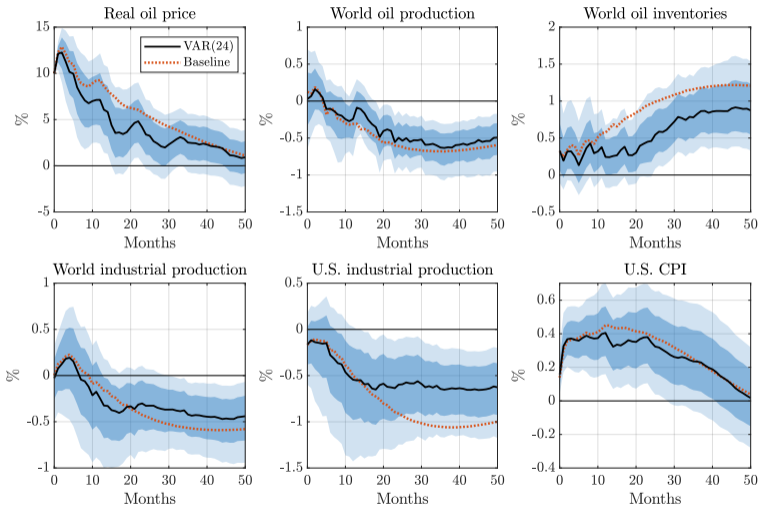 Real oil price
World oil production
World oil inventories
15
10
5
0
-5
%
0 10 20 30 40 50
Months
VAR(24)
Baseline
1
0.5
0
-0.5
-1
-1.5
%
0 10 20 30 40 50
Months
2
1.5
1
0.5
0
-0.5
%
0 10 20 30 40 50
Months
World industrial production
U.S. industrial production
U.S. CPI
1
0.5
0
-0.5
-1
%
0 10 20 30 40 50
Months
0.5
0
-0.5
-1
-1.5
%
0 10 20 30 40 50
Months
0.6
0.4
0.2
0
-0.2
-0.4
%
0 10 20 30 40 50
Months